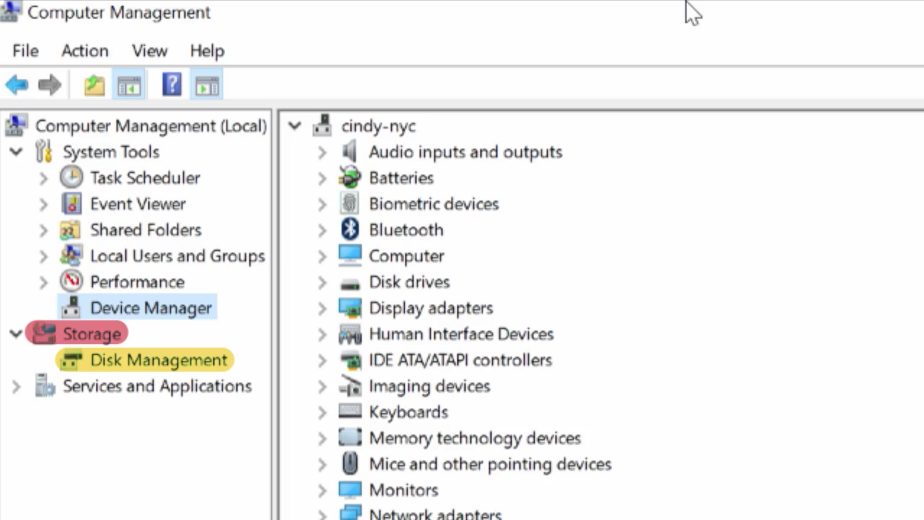 Computer Management
File Action View Help
Computer Management (Local)
System Tools
Task Scheduler
Event Viewer
Shared Folders
Local Users and Groups
Performance
Device Manager
Storage
Disk Management
Services and Applications
cindy-nyc
Audio inputs and outputs
Batteries
Biometric devices
Bluetooth
Computer
Disk drives
Display adapters
Human Interface Devices
IDE ATA/ATAPI controllers
Imaging devices
Keyboards
Memory technology devices
Mice and other pointing devices
Monitors
Network adapters